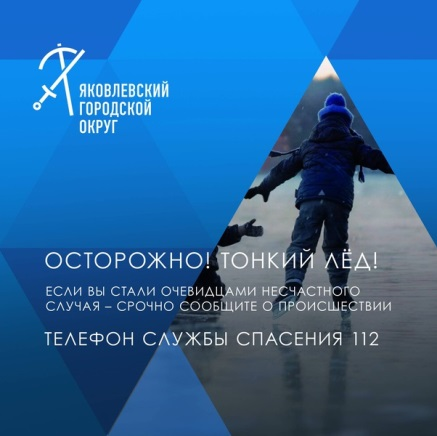 ЯКОВЛЕВСКИЙ
ГОРОДСКОЙ
ОКРУГ
ОСТОРОЖНО! ТОНКИЙ ЛЁД!
ЕСЛИ ВЫ СТАЛИ ОЧЕВИДЦАМИ НЕСЧАСТНОГО
СЛУЧАЯ – СРОЧНО СООБЩИТЕ О ПРОИСШЕСТВИИ
ТЕЛЕФОН СЛУЖБЫ СПАСЕНИЯ 112